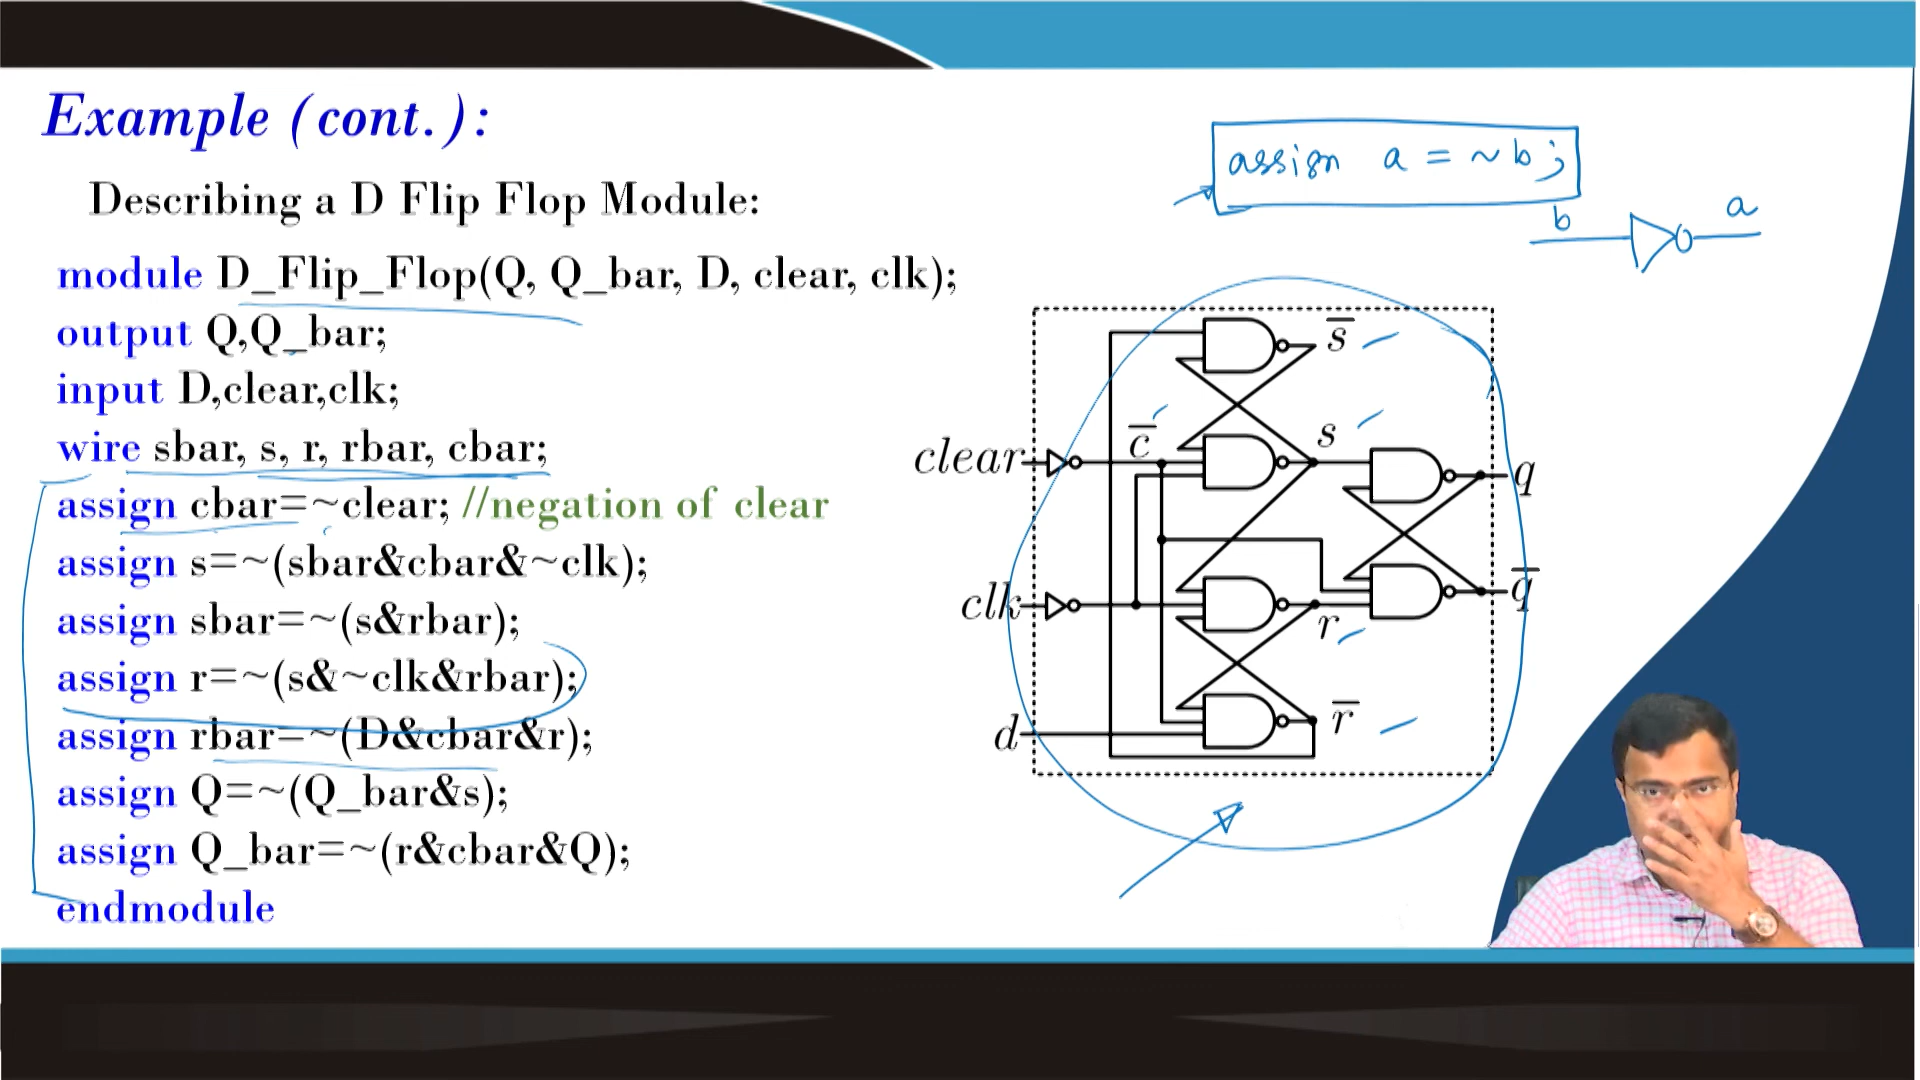 Example (cont.):
Describing a D Flip Flop Module:
module D_Flip_Flop(Q, Q_bar, D, clear, clk);
output Q,Q_bar;
input D,clear,clk;
wire sbar, s, r, rbar, cbar;
assign cbar=~clear; //negation of clear
assign s=~(sbar&cbar&~clk);
assign sbar=~(s&rbar);
assign r=~(s&~clk&rbar);
assign rbar=~(D&cbar&r);
assign Q=~(Q_bar&s);
assign Q_bar=~(r&cbar&Q);
endmodule
assign a = ~b;
b a
s̅
c̅ s
clear
q
clk
q̅
r
r̅
d